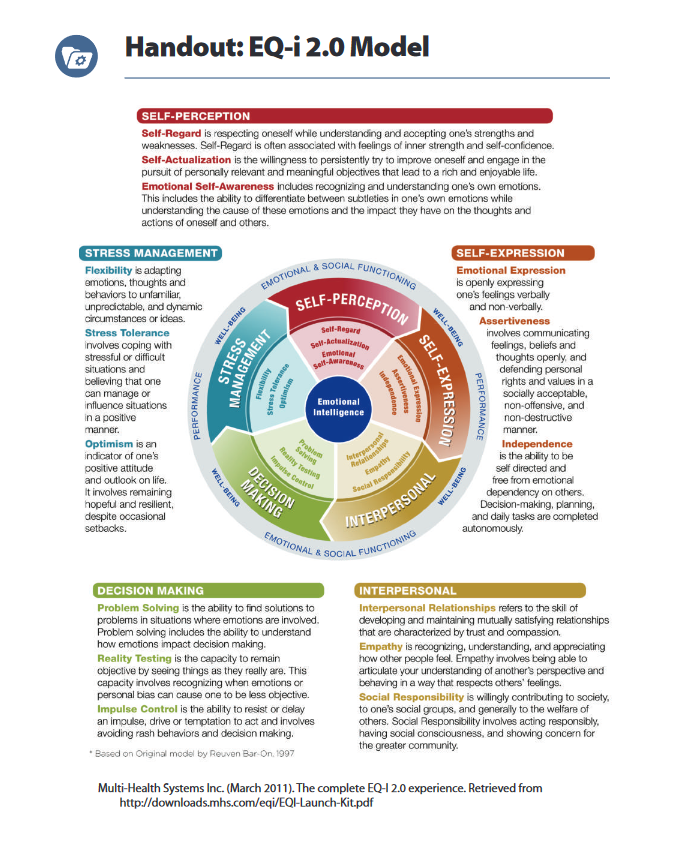 Handout: EQ-i 2.0 Model
SELF-PERCEPTION
Self-Regard is respecting oneself while understanding and accepting one's strengths and
weaknesses. Self-Regard is often associated with feelings of inner strength and self-confidence.
Self-Actualization is the willingness to persistently try to improve oneself and engage in the
pursuit of personally relevant and meaningful objectives that lead to a rich and enjoyable life.
Emotional Self-Awareness includes recognizing and understanding one's own emotions.
This includes the ability to differentiate between subtleties in one's own emotions while
understanding the cause of these emotions and the impact they have on the thoughts and
actions of oneself and others.
STRESS MANAGEMENT
Flexibility is adapting
emotions, thoughts and
behaviors to unfamiliar,
unpredictable, and dynamic
circumstances or ideas.
Stress Tolerance
involves coping with
stressful or difficult
situations and
believing that one
can manage or
influence situations
in a positive
manner.
Optimism is an
indicator of one's
positive attitude
and outlook on life.
It involves remaining
hopeful and resilient,
despite occasional
setbacks.
EMOTIONAL & SOCIAL FUNCTIONING
WELL-BEING
PERFORMANCE
WELL-BEING
EMOTIONAL & SOCIAL FUNCTIONING
WELL-BEING
PERFORMANCE
WELL-BEING
SELF-PERCEPTION
Self-Regard
Self-Actualization
Emotional
Self-Awareness
SELF-EXPRESSION
Emotional Expression
Assertiveness
Independence
INTERPERSONAL
Interpersonal
Relationships
Empathy
Social Responsibility
DECISION
MAKING
Problem
Solving
Reality Testing
Impulse Control
STRESS
MANAGEMENT
Flexibility
Stress Tolerance
Optimism
Emotional
Intelligence
SELF-EXPRESSION
Emotional Expression
is openly expressing
one's feelings verbally
and non-verbally.
Assertiveness
involves communicating
feelings, beliefs and
thoughts openly, and
defending personal
rights and values in a
socially acceptable,
non-offensive, and
non-destructive
manner.
Independence
is the ability to be
self directed and
free from emotional
dependency on others.
Decision-making, planning,
and daily tasks are completed
autonomously.
DECISION MAKING
Problem Solving is the ability to find solutions to
problems in situations where emotions are involved.
Problem solving includes the ability to understand
how emotions impact decision making.
Reality Testing is the capacity to remain
objective by seeing things as they really are. This
capacity involves recognizing when emotions or
personal bias can cause one to be less objective.
Impulse Control is the ability to resist or delay
an impulse, drive or temptation to act and involves
avoiding rash behaviors and decision making.
* Based on Original model by Reuven Bar-On, 1997
INTERPERSONAL
Interpersonal Relationships refers to the skill of
developing and maintaining mutually satisfying relationships
that are characterized by trust and compassion.
Empathy is recognizing, understanding, and appreciating
how other people feel. Empathy involves being able to
articulate your understanding of another's perspective and
behaving in a way that respects others' feelings.
Social Responsibility is willingly contributing to society,
to one's social groups, and generally to the welfare of
others. Social Responsibility involves acting responsibly,
having social consciousness, and showing concern for
the greater community.
Multi-Health Systems Inc. (March 2011). The complete EQ-I 2.0 experience. Retrieved from
http://downloads.mhs.com/eqi/EQI-Launch-Kit.pdf